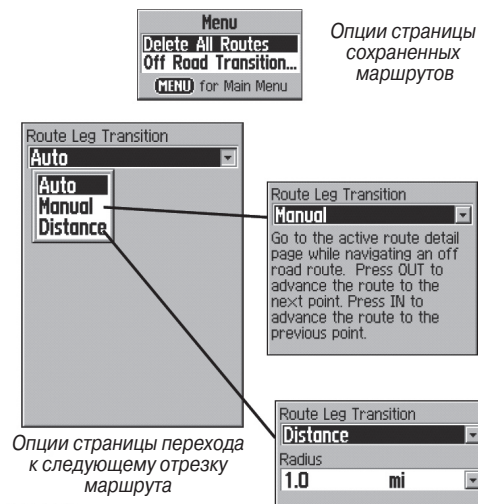 Menu
Delete All Routes
Off Road Transition...
MENU for Main Menu
Опции страницы
сохраненных
маршрутов
Route Leg Transition
Auto
Auto
Manual
Distance
Route Leg Transition
Manual
Go to the active route detail
page while navigating an off
road route. Press OUT to
advance the route to the
next point. Press IN to
advance the route to the
previous point.
Опции страницы перехода
к следующему отрезку
маршрута
Route Leg Transition
Distance
Radius
1.0 mi